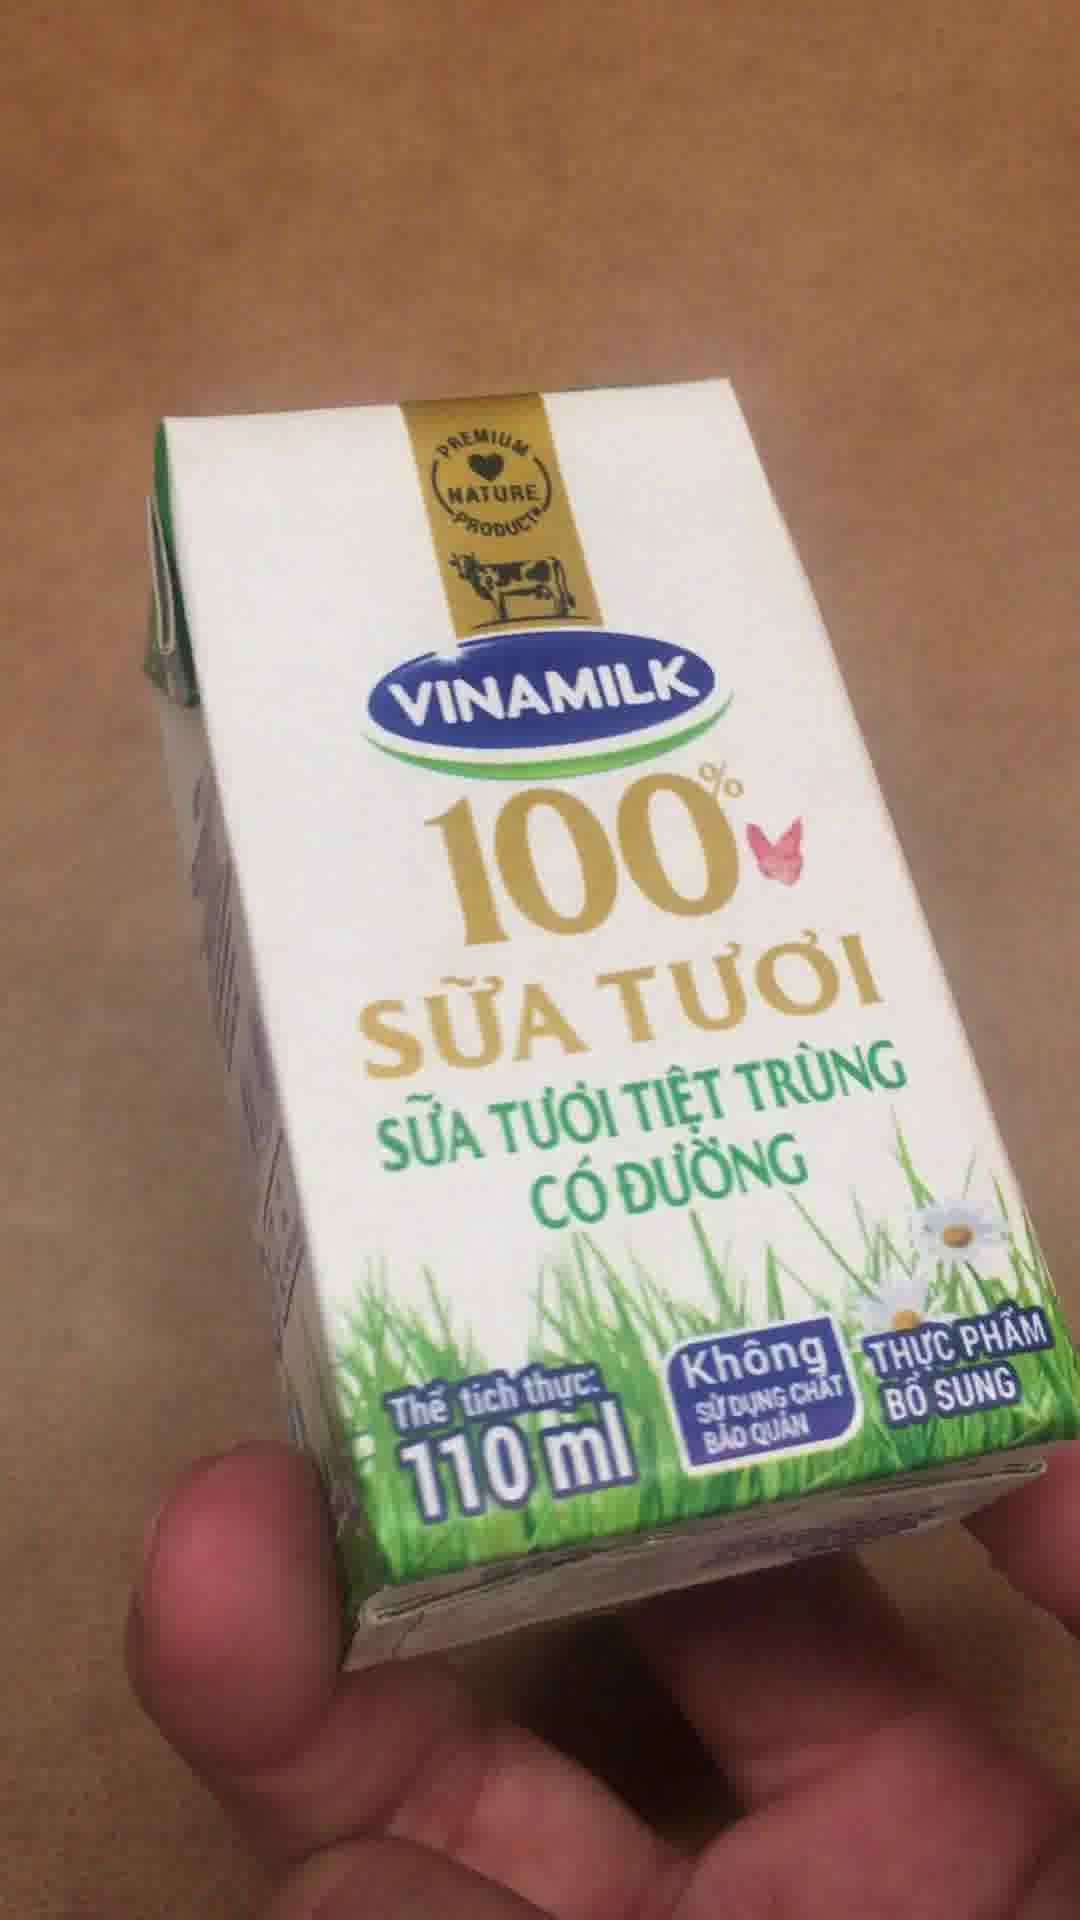 PREMIUM
NATURE
PRODUCT
VINAMILK
100%
SỮA TƯƠI
SỮA TƯƠI TIỆT TRÙNG
CÓ ĐƯỜNG
Thể tích thực:
110 ml
Không
SỬ DỤNG CHẤT
BẢO QUẢN
THỰC PHẨM
BỔ SUNG